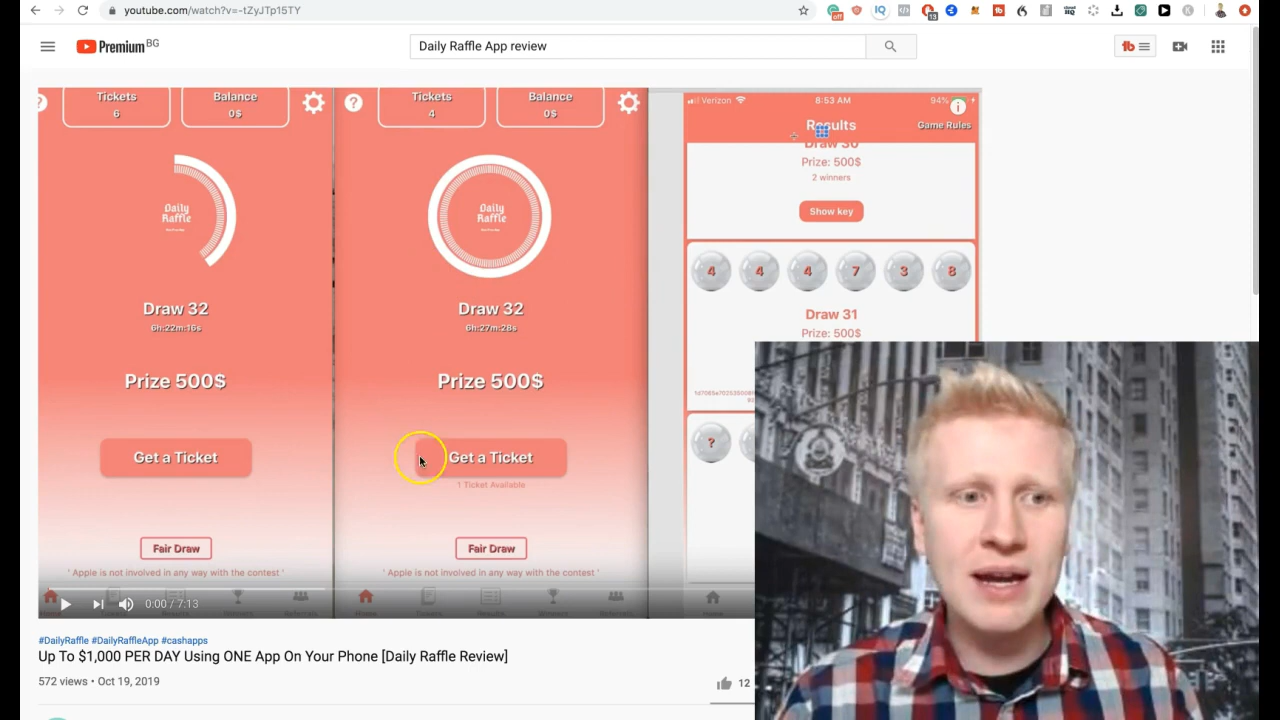 youtube.com/watch?v=-tZyJTp15TY
off
IQ
13
Premium BG
Daily Raffle App review
tb
Tickets
6
Balance
0$
Daily
Raffle
Draw 32
6h:22m:16s
Prize 500$
Get a Ticket
Fair Draw
' Apple is not involved in any way with the contest '
?
Tickets
4
Balance
0$
Daily
Raffle
Draw 32
6h:27m:28s
Prize 500$
Get a Ticket
1 Ticket Available
Fair Draw
' Apple is not involved in any way with the contest '
Verizon
8:53 AM
94%
Results
Game Rules
Draw 30
Prize: 500$
2 winners
Show key
4 4 4 7 3 8
Draw 31
Prize: 500$
?
0:00 / 7:13
#DailyRaffle #DailyRaffleApp #cashapps
Up To $1,000 PER DAY Using ONE App On Your Phone [Daily Raffle Review]
572 views • Oct 19, 2019
12